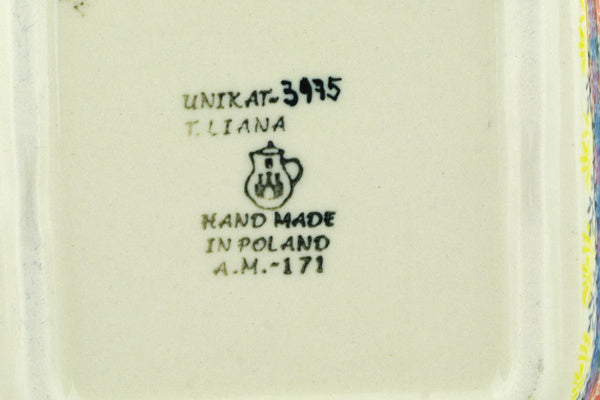 UNIKAT-3975
T. LIANA
HAND MADE
IN POLAND
A.M.-171